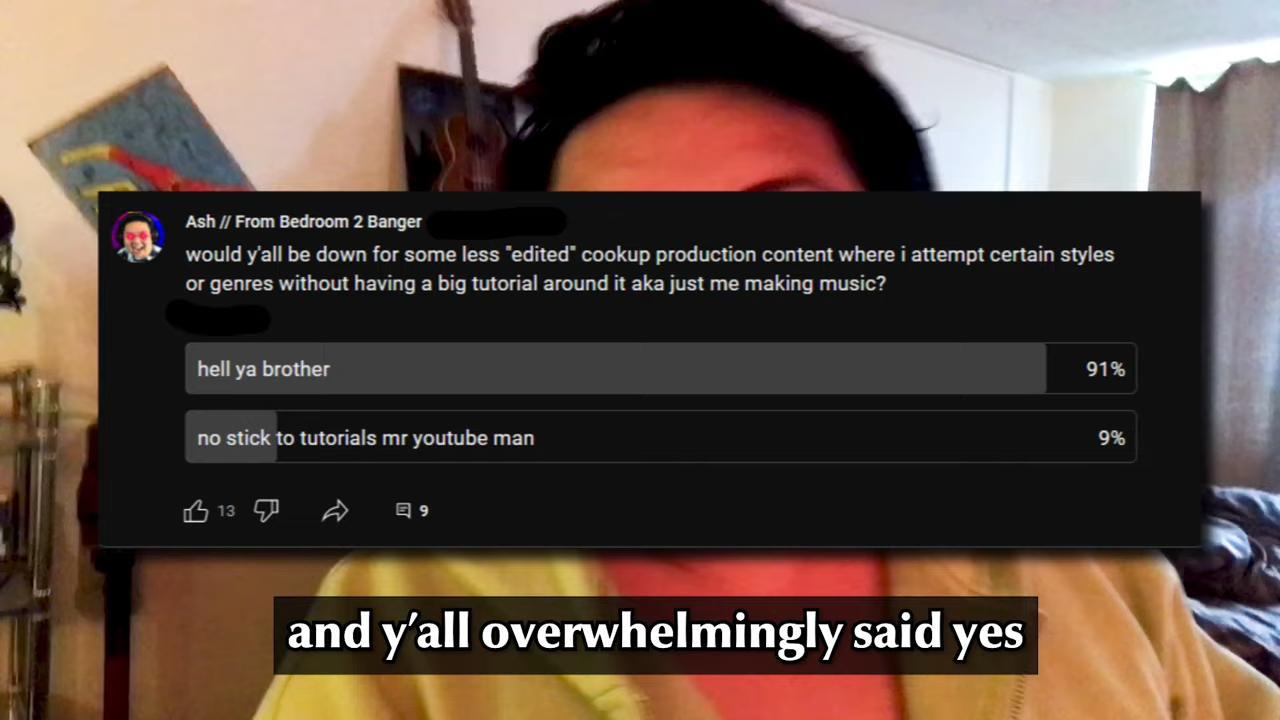 Ash // From Bedroom 2 Banger
would y'all be down for some less "edited" cookup production content where i attempt certain styles
or genres without having a big tutorial around it aka just me making music?
hell ya brother 91%
no stick to tutorials mr youtube man 9%
13 9
and y'all overwhelmingly said yes